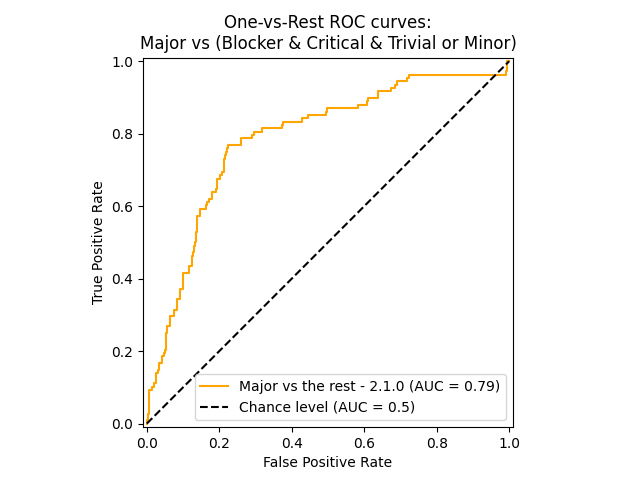 One-vs-Rest ROC curves:
Major vs (Blocker & Critical & Trivial or Minor)
1.0
0.8
0.6
0.4
0.2
0.0
True Positive Rate
Major vs the rest - 2.1.0 (AUC = 0.79)
Chance level (AUC = 0.5)
0.0 0.2 0.4 0.6 0.8 1.0
False Positive Rate